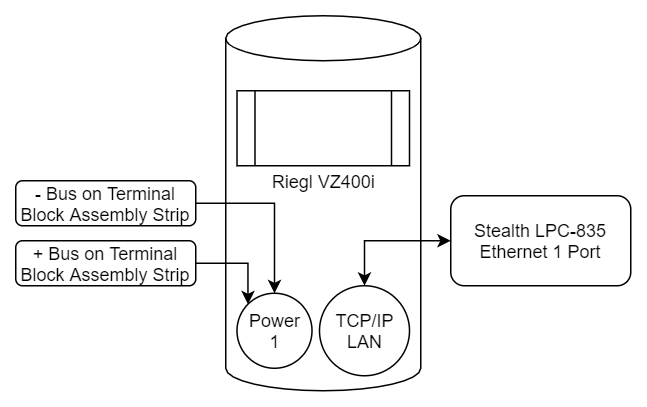 Riegl VZ400i
- Bus on Terminal
Block Assembly Strip
+ Bus on Terminal
Block Assembly Strip
Stealth LPC-835
Ethernet 1 Port
Power
1
TCP/IP
LAN